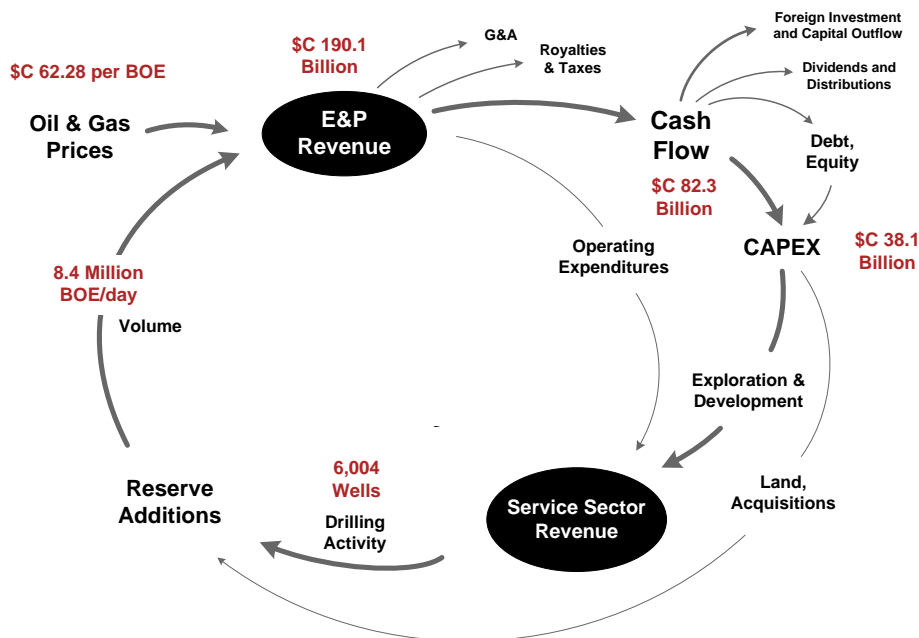 $C 62.28 per BOE
Oil & Gas
Prices
$C 190.1
Billion
E&P
Revenue
G&A
Royalties
& Taxes
Foreign Investment
and Capital Outflow
Dividends and
Distributions
Cash
Flow
$C 82.3
Billion
Debt,
Equity
CAPEX
$C 38.1
Billion
Operating
Expenditures
8.4 Million
BOE/day
Volume
Exploration &
Development
Land,
Acquisitions
Service Sector
Revenue
6,004
Wells
Drilling
Activity
Reserve
Additions